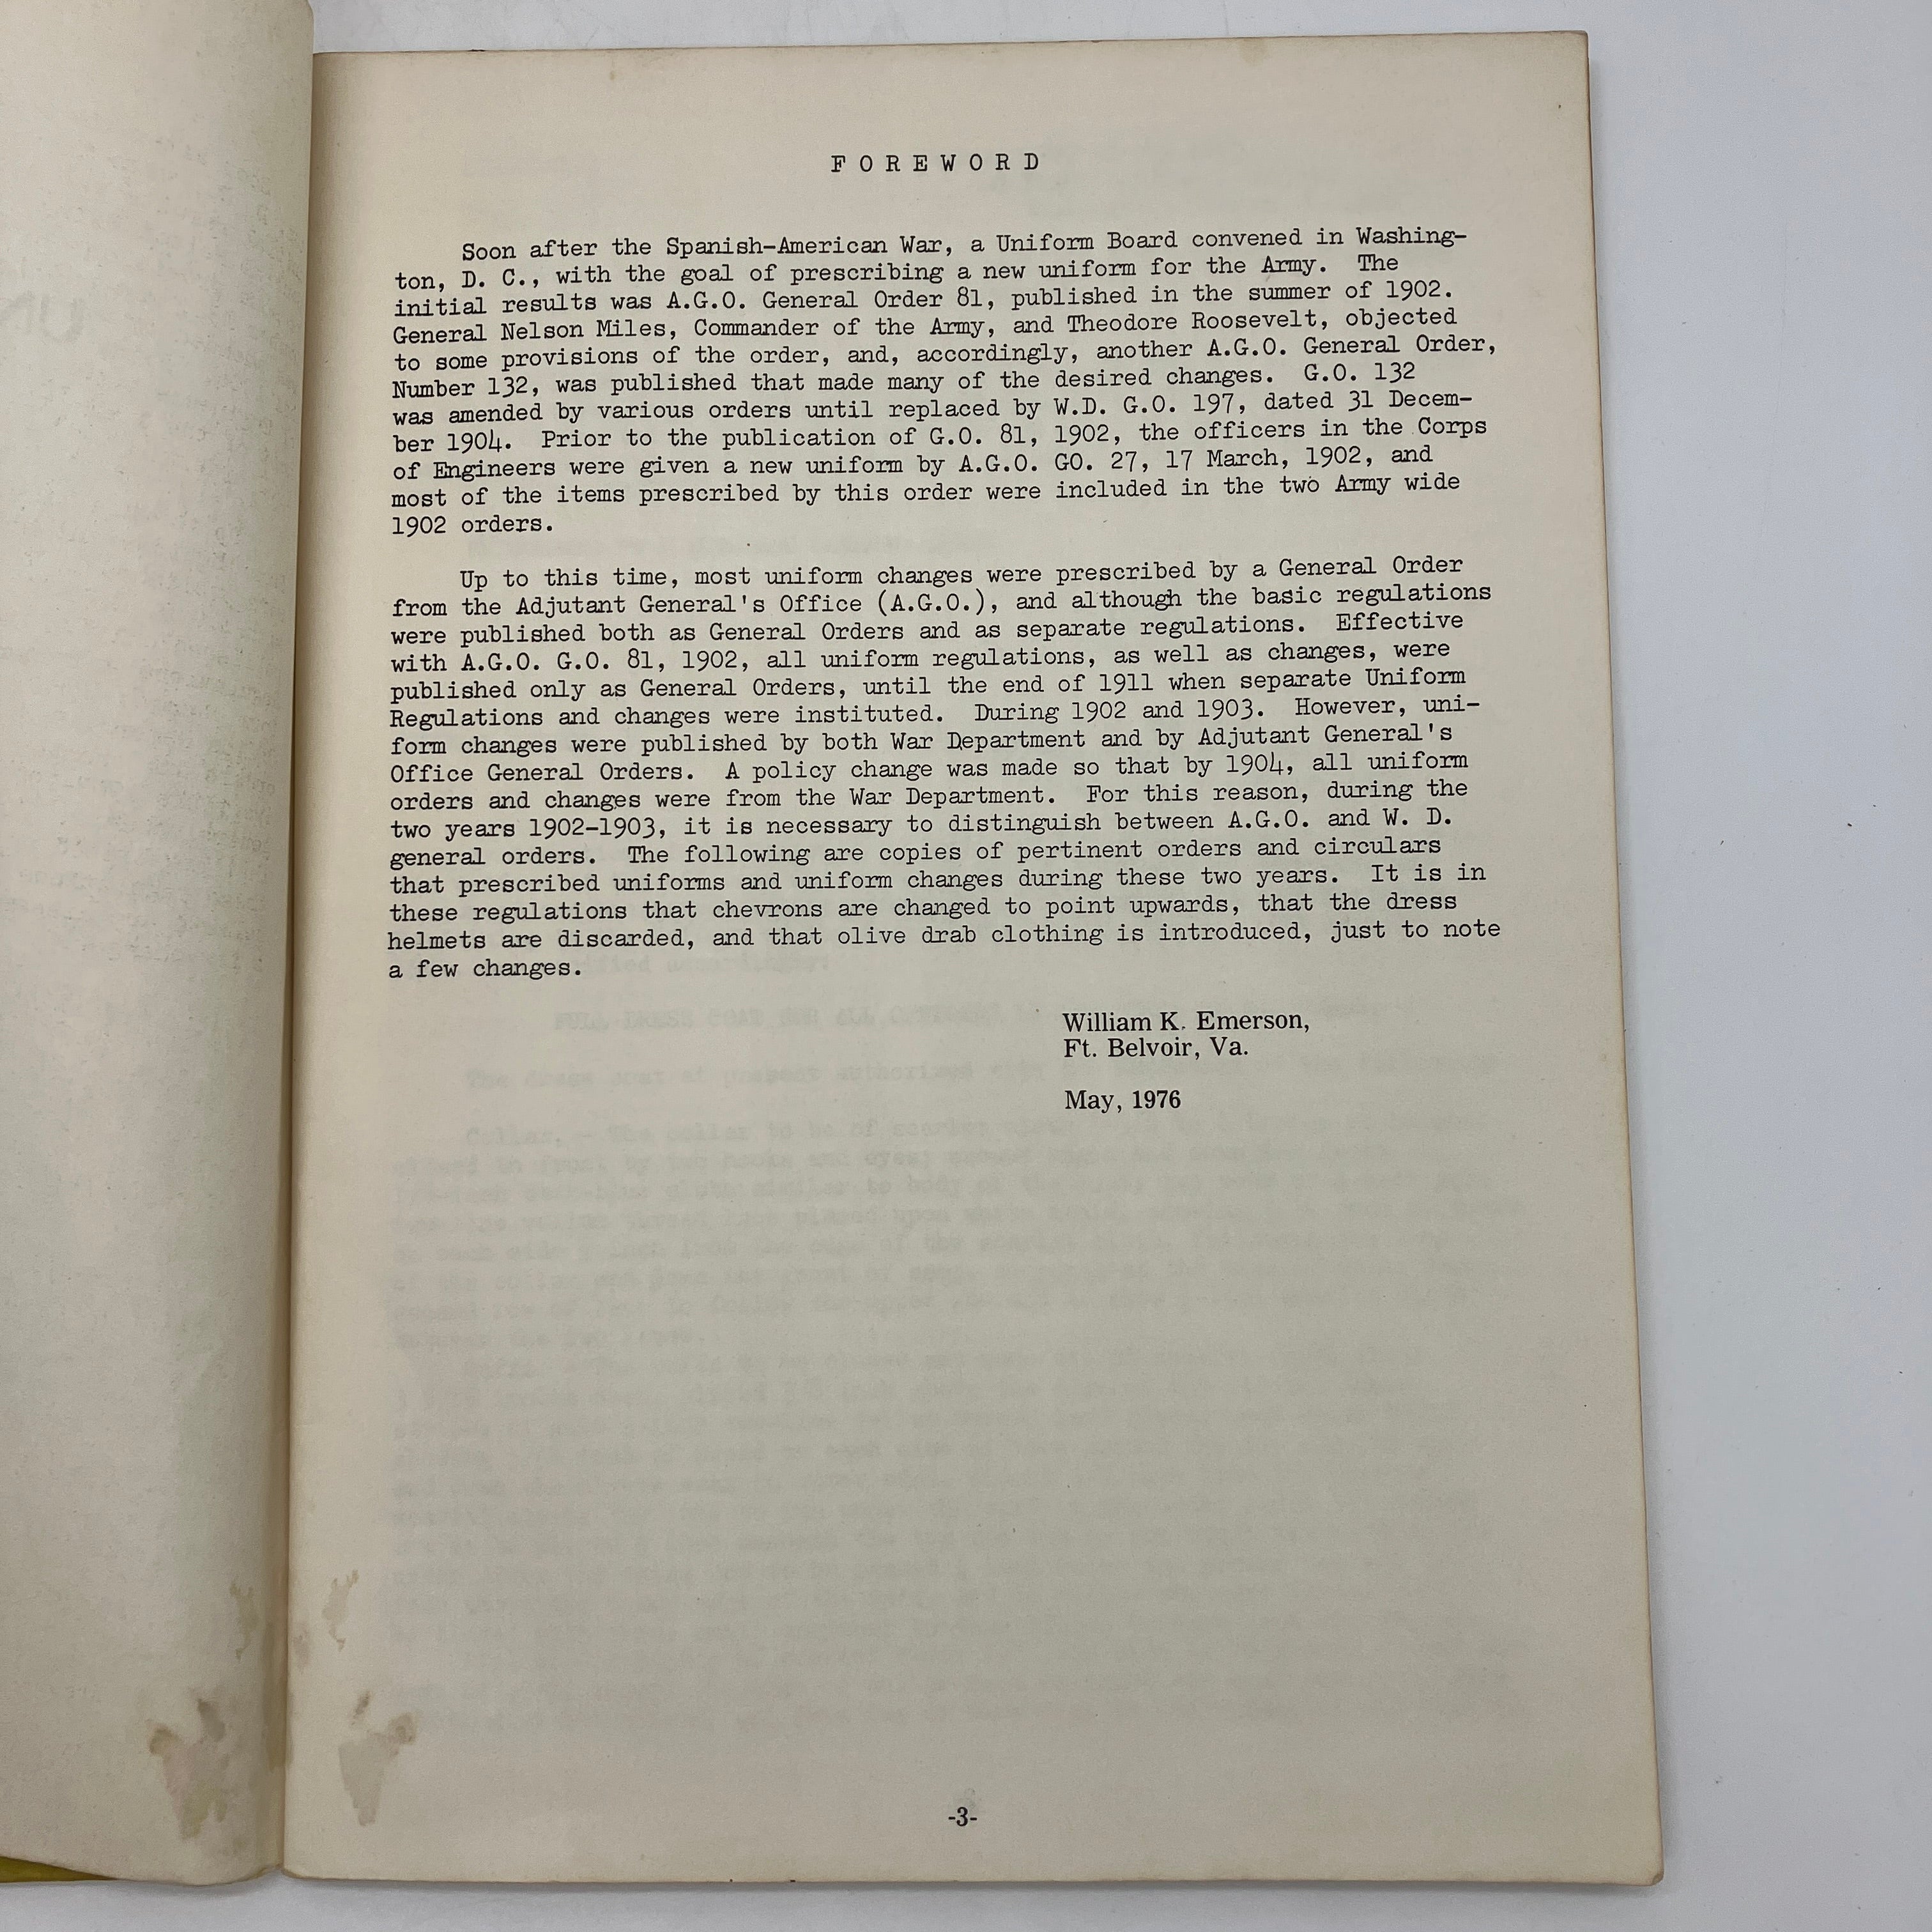 FOREWORD
Soon after the Spanish-American War, a Uniform Board convened in Washing-
ton, D. C., with the goal of prescribing a new uniform for the Army. The
initial results was A.G.O. General Order 81, published in the summer of 1902.
General Nelson Miles, Commander of the Army, and Theodore Roosevelt, objected
to some provisions of the order, and, accordingly, another A.G.O. General Order,
Number 132, was published that made many of the desired changes. G.O. 132
was amended by various orders until replaced by W.D. G.O. 197, dated 31 Decem-
ber 1904. Prior to the publication of G.O. 81, 1902, the officers in the Corps
of Engineers were given a new uniform by A.G.O. GO. 27, 17 March, 1902, and
most of the items prescribed by this order were included in the two Army wide
1902 orders.
Up to this time, most uniform changes were prescribed by a General Order
from the Adjutant General's Office (A.G.O.), and although the basic regulations
were published both as General Orders and as separate regulations. Effective
with A.G.O. G.O. 81, 1902, all uniform regulations, as well as changes, were
published only as General Orders, until the end of 1911 when separate Uniform
Regulations and changes were instituted. During 1902 and 1903. However, uni-
form changes were published by both War Department and by Adjutant General's
Office General Orders. A policy change was made so that by 1904, all uniform
orders and changes were from the War Department. For this reason, during the
two years 1902-1903, it is necessary to distinguish between A.G.O. and W. D.
general orders. The following are copies of pertinent orders and circulars
that prescribed uniforms and uniform changes during these two years. It is in
these regulations that chevrons are changed to point upwards, that the dress
helmets are discarded, and that olive drab clothing is introduced, just to note
a few changes.
William K. Emerson,
Ft. Belvoir, Va.
May, 1976
-3-